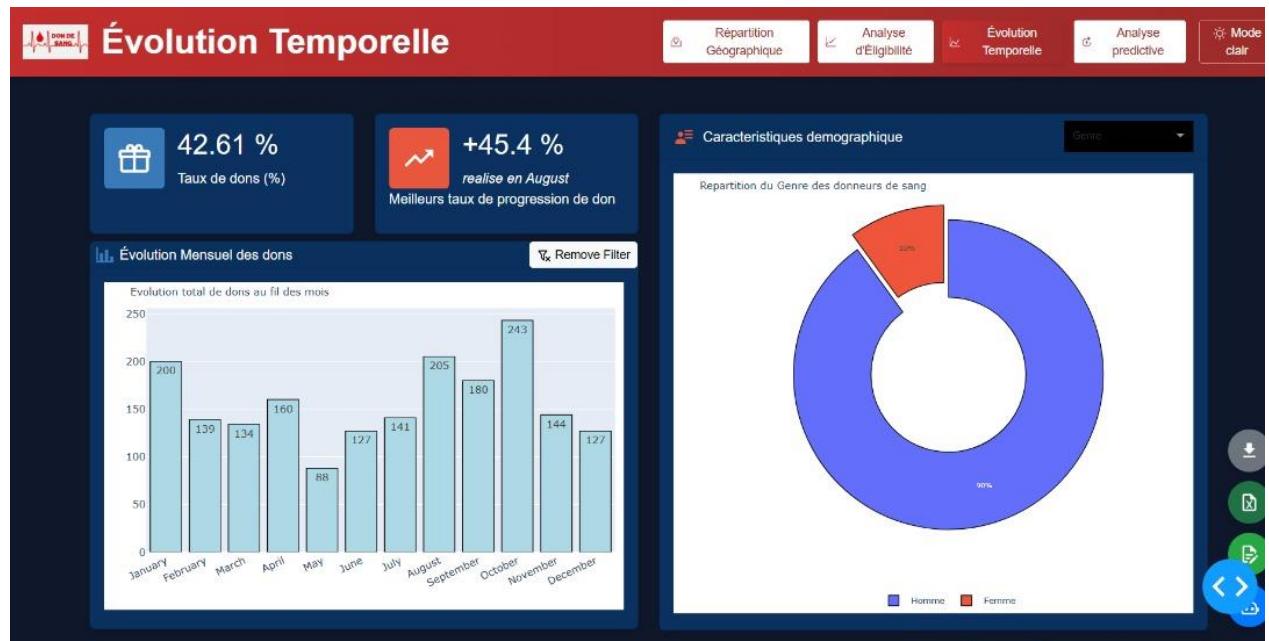 DON DE
SANG
Évolution Temporelle
Répartition
Géographique
Analyse
d'Éligibilité
Évolution
Temporelle
Analyse
predictive
Mode
clair
42.61 %
Taux de dons (%)
+45.4 %
realise en August
Meilleurs taux de progression de don
Caracteristiques demographique
Genre
Évolution Mensuel des dons
Remove Filter
Evolution total de dons au fil des mois
250
200
150
100
50
0
200
139
134
160
88
127
141
205
180
243
144
127
January
February
March
April
May
June
July
August
September
October
November
December
Repartition du Genre des donneurs de sang
10%
90%
Homme
Femme